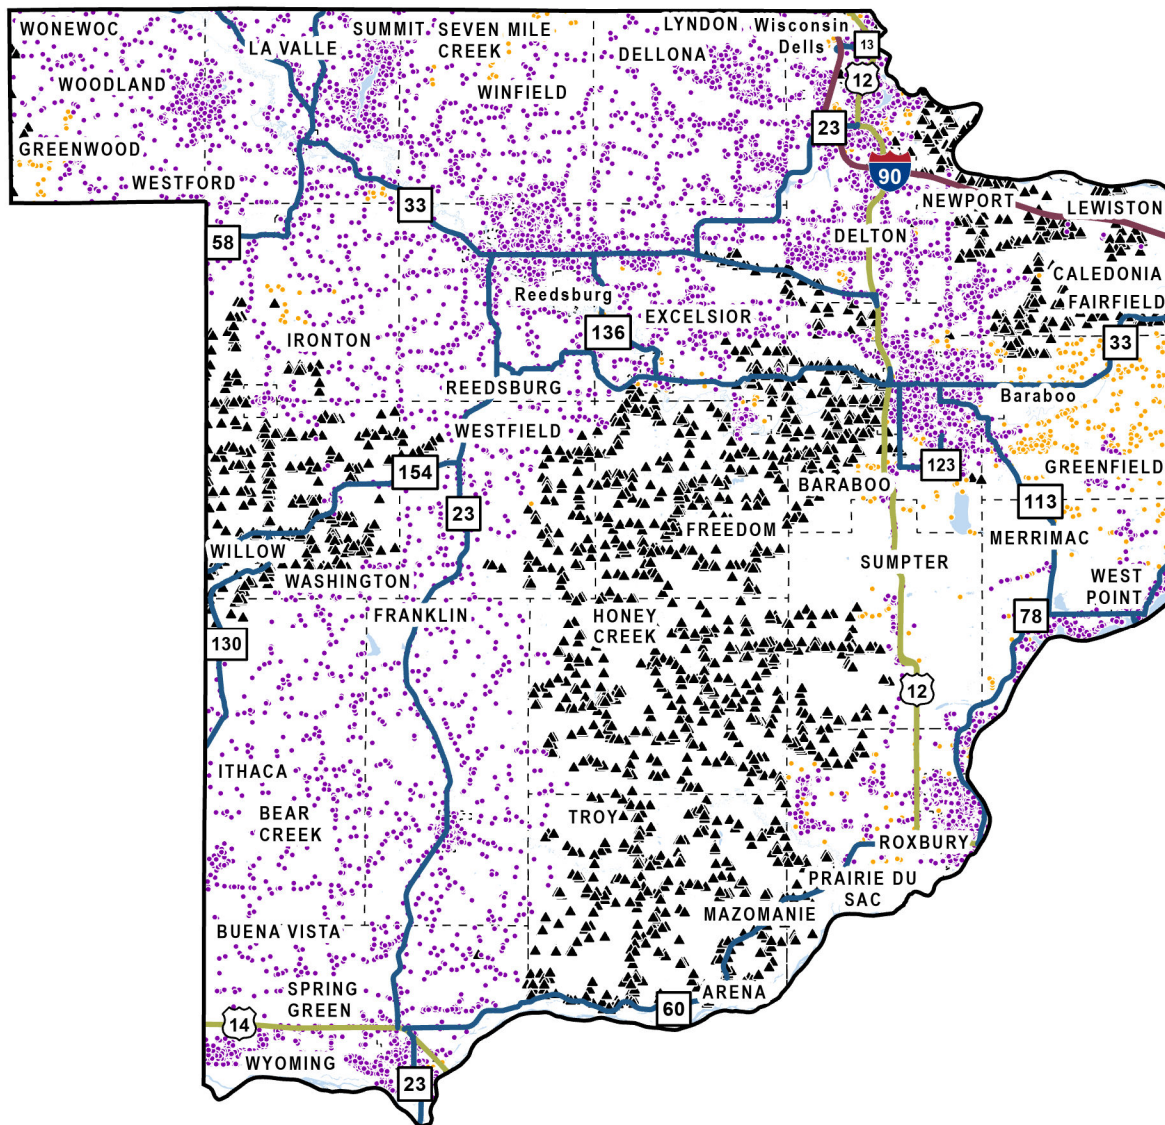 WONEWOC
SUMMIT
SEVEN MILE
CREEK
LYNDON
Wisconsin
Dells
13
LA VALLE
DELLONA
WOODLAND
WINFIELD
12
23
GREENWOOD
90
WESTFORD
33
NEWPORT
LEWISTON
58
DELTON
CALEDONIA
Reedsburg
FAIRFIELD
EXCELSIOR
136
33
IRONTON
REEDSBURG
Baraboo
WESTFIELD
154
123
GREENFIELD
BARABOO
113
23
FREEDOM
MERRIMAC
WILLOW
SUMPTER
WASHINGTON
WEST
POINT
FRANKLIN
HONEY
CREEK
78
130
12
ITHACA
BEAR
CREEK
TROY
ROXBURY
PRAIRIE DU
SAC
MAZOMANIE
BUENA VISTA
SPRING
GREEN
ARENA
60
14
WYOMING
23